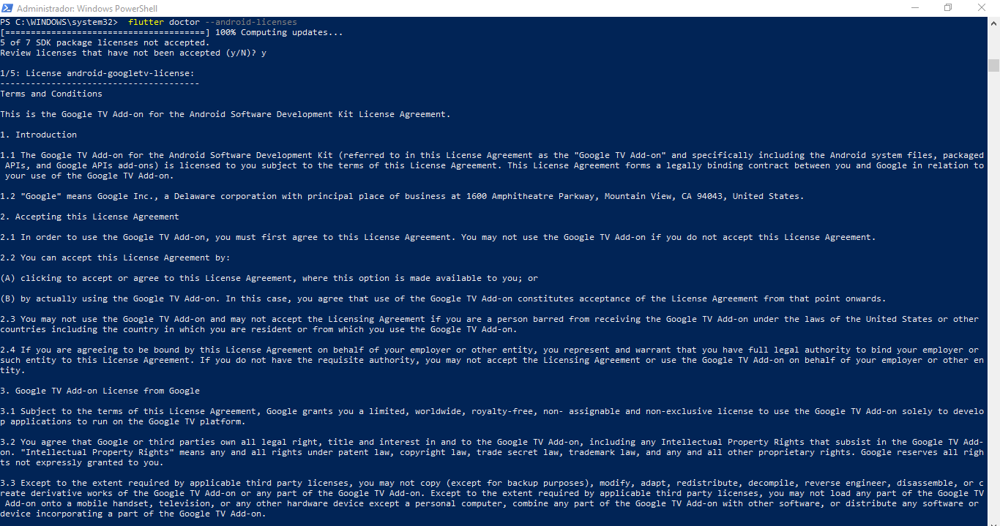 Administrador: Windows PowerShell
PS C:\WINDOWS\system32>  flutter doctor --android-licenses
[=======================================] 100% Computing updates...
5 of 7 SDK package licenses not accepted.
Review licenses that have not been accepted (y/N)? y
1/5: License android-googletv-license:
---------------------------------------
Terms and Conditions
This is the Google TV Add-on for the Android Software Development Kit License Agreement.
1. Introduction
1.1 The Google TV Add-on for the Android Software Development Kit (referred to in this License Agreement as the "Google TV Add-on" and specifically including the Android system files, packaged
APIs, and Google APIs add-ons) is licensed to you subject to the terms of this License Agreement. This License Agreement forms a legally binding contract between you and Google in relation to
your use of the Google TV Add-on.
1.2 "Google" means Google Inc., a Delaware corporation with principal place of business at 1600 Amphitheatre Parkway, Mountain View, CA 94043, United States.
2. Accepting this License Agreement
2.1 In order to use the Google TV Add-on, you must first agree to this License Agreement. You may not use the Google TV Add-on if you do not accept this License Agreement.
2.2 You can accept this License Agreement by:
(A) clicking to accept or agree to this License Agreement, where this option is made available to you; or
(B) by actually using the Google TV Add-on. In this case, you agree that use of the Google TV Add-on constitutes acceptance of the License Agreement from that point onwards.
2.3 You may not use the Google TV Add-on and may not accept the Licensing Agreement if you are a person barred from receiving the Google TV Add-on under the laws of the United States or other
countries including the country in which you are resident or from which you use the Google TV Add-on.
2.4 If you are agreeing to be bound by this License Agreement on behalf of your employer or other entity, you represent and warrant that you have full legal authority to bind your employer or
such entity to this License Agreement. If you do not have the requisite authority, you may not accept the Licensing Agreement or use the Google TV Add-on on behalf of your employer or other en
tity.
3. Google TV Add-on License from Google
3.1 Subject to the terms of this License Agreement, Google grants you a limited, worldwide, royalty-free, non- assignable and non-exclusive license to use the Google TV Add-on solely to develo
p applications to run on the Google TV platform.
3.2 You agree that Google or third parties own all legal right, title and interest in and to the Google TV Add-on, including any Intellectual Property Rights that subsist in the Google TV Add-
on. "Intellectual Property Rights" means any and all rights under patent law, copyright law, trade secret law, trademark law, and any and all other proprietary rights. Google reserves all righ
ts not expressly granted to you.
3.3 Except to the extent required by applicable third party licenses, you may not copy (except for backup purposes), modify, adapt, redistribute, decompile, reverse engineer, disassemble, or c
reate derivative works of the Google TV Add-on or any part of the Google TV Add-on. Except to the extent required by applicable third party licenses, you may not load any part of the Google TV
Add-on onto a mobile handset, television, or any other hardware device except a personal computer, combine any part of the Google TV Add-on with other software, or distribute any software or
device incorporating a part of the Google TV Add-on.